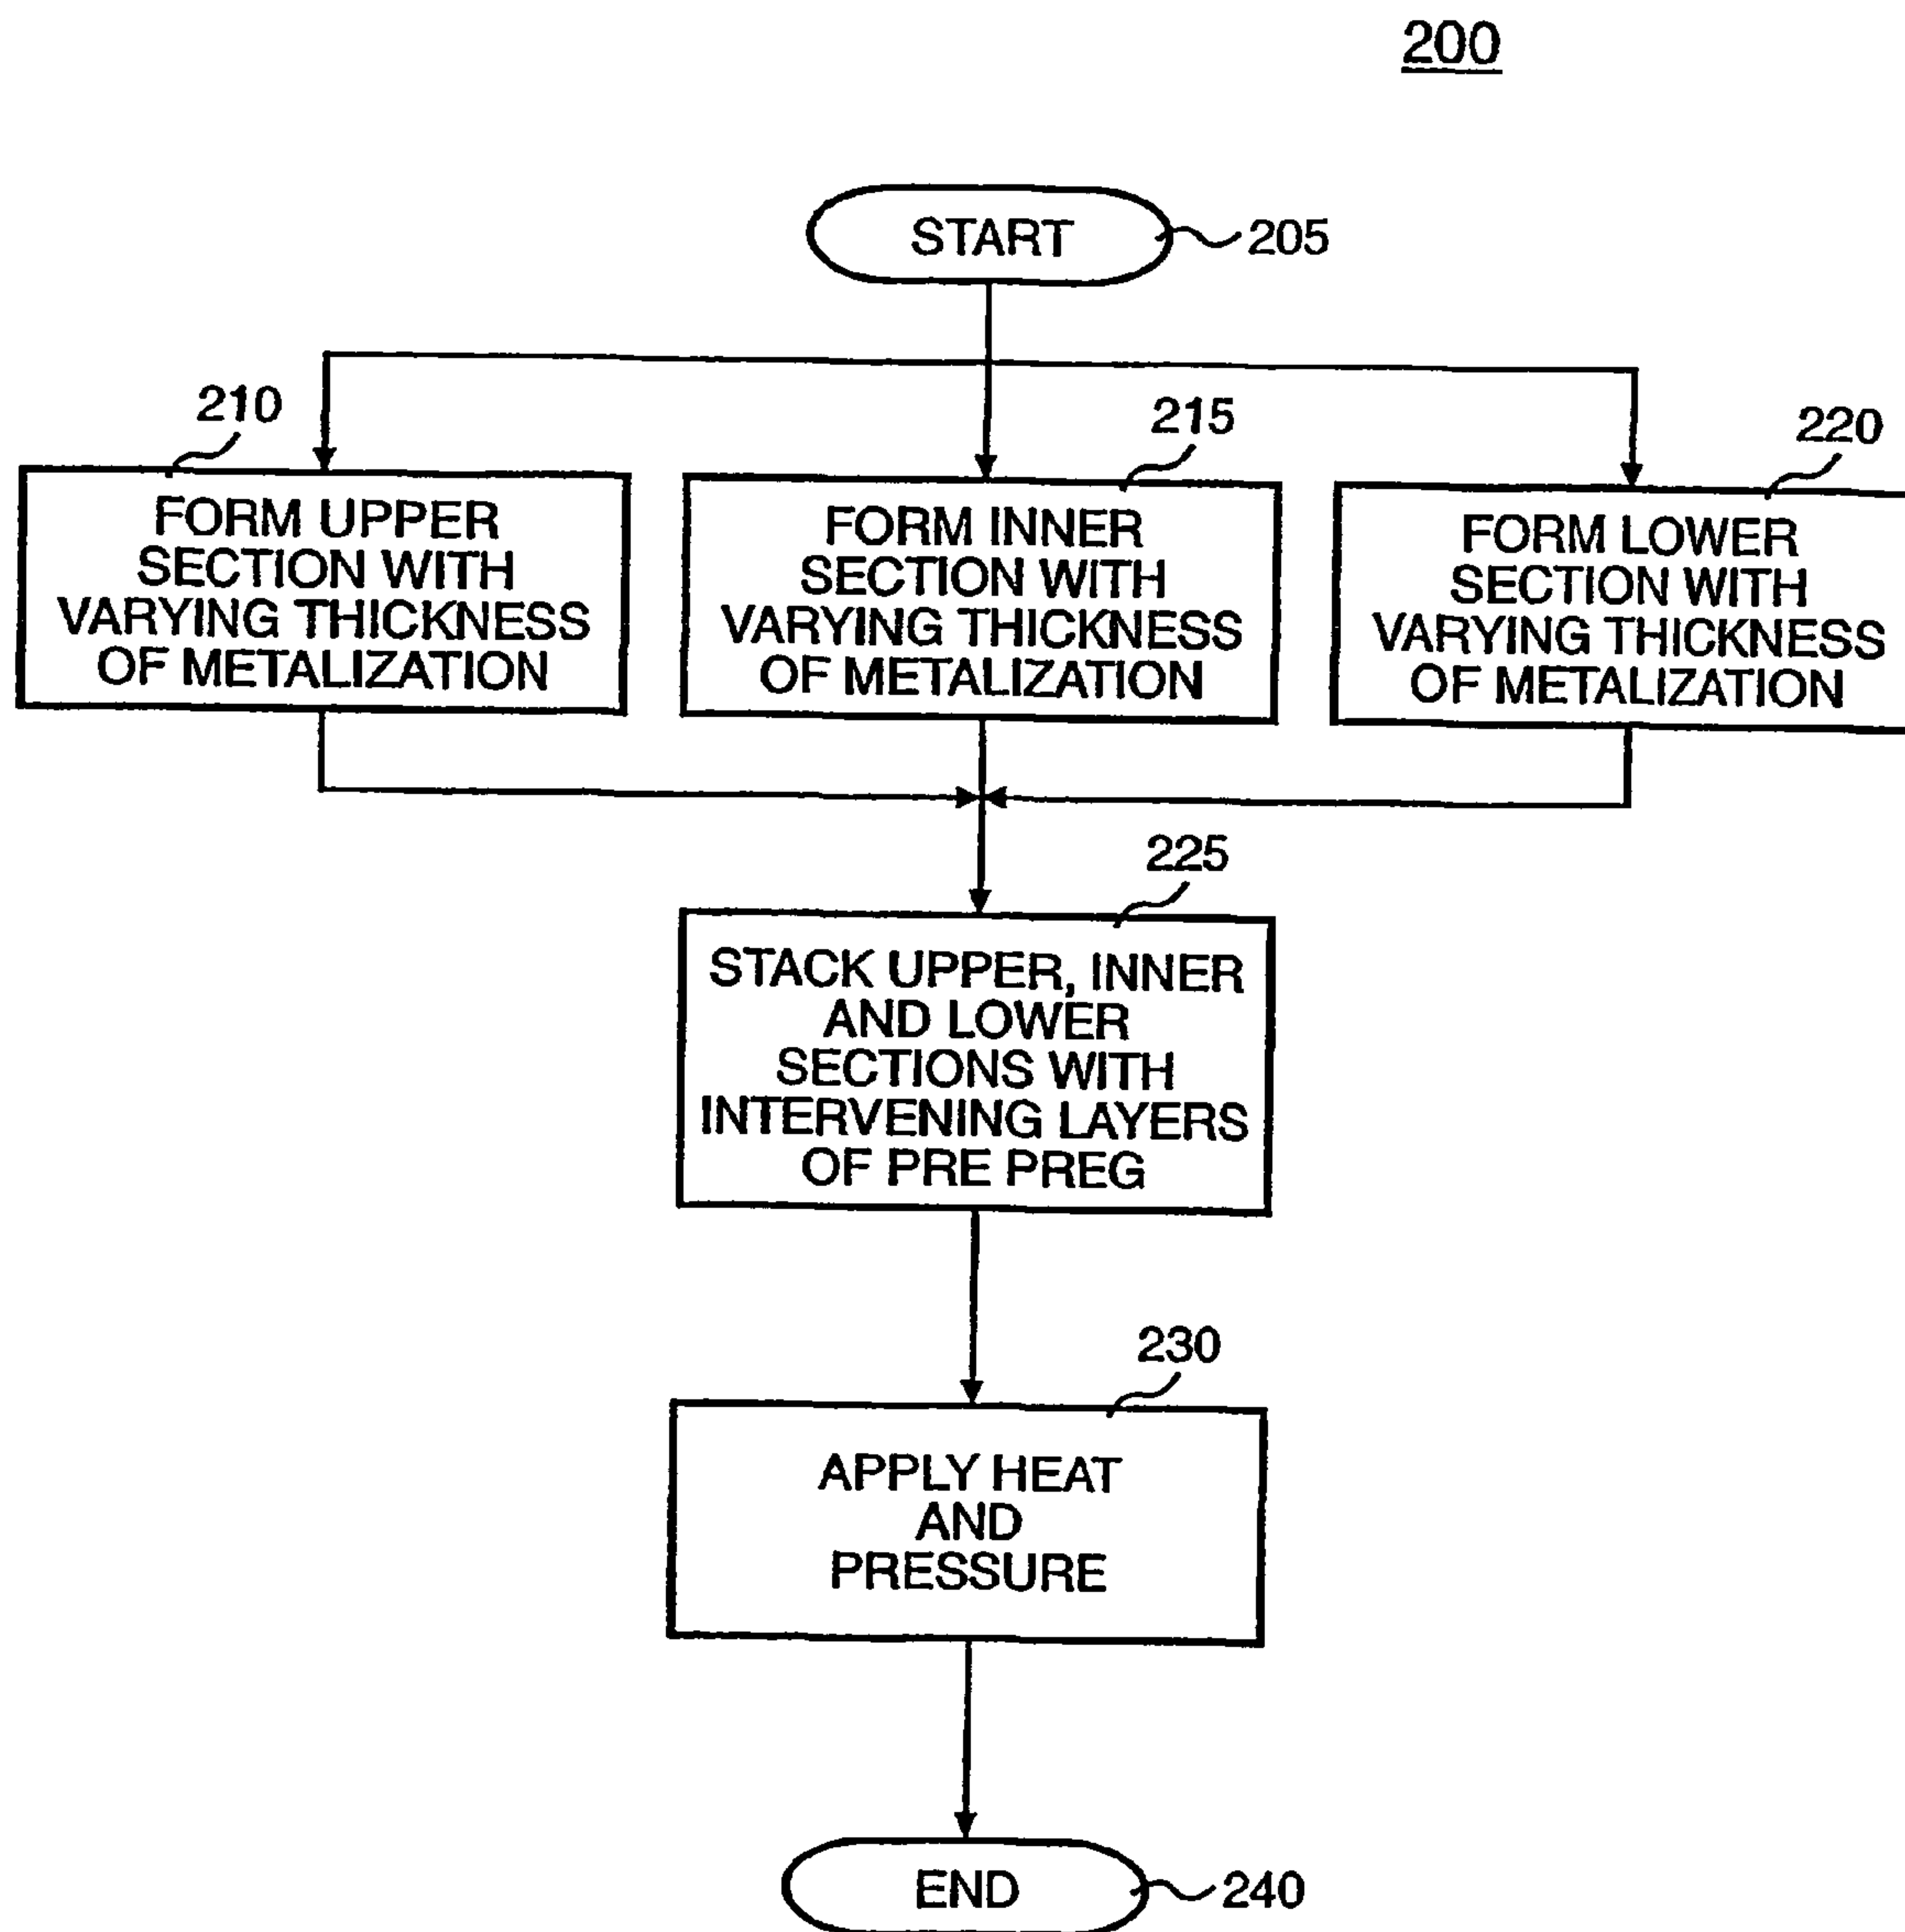 200
START
205
210
FORM UPPER
SECTION WITH
VARYING THICKNESS
OF METALIZATION
215
FORM INNER
SECTION WITH
VARYING THICKNESS
OF METALIZATION
220
FORM LOWER
SECTION WITH
VARYING THICKNESS
OF METALIZATION
225
STACK UPPER, INNER
AND LOWER
SECTIONS WITH
INTERVENING LAYERS
OF PRE PREG
230
APPLY HEAT
AND
PRESSURE
END
240